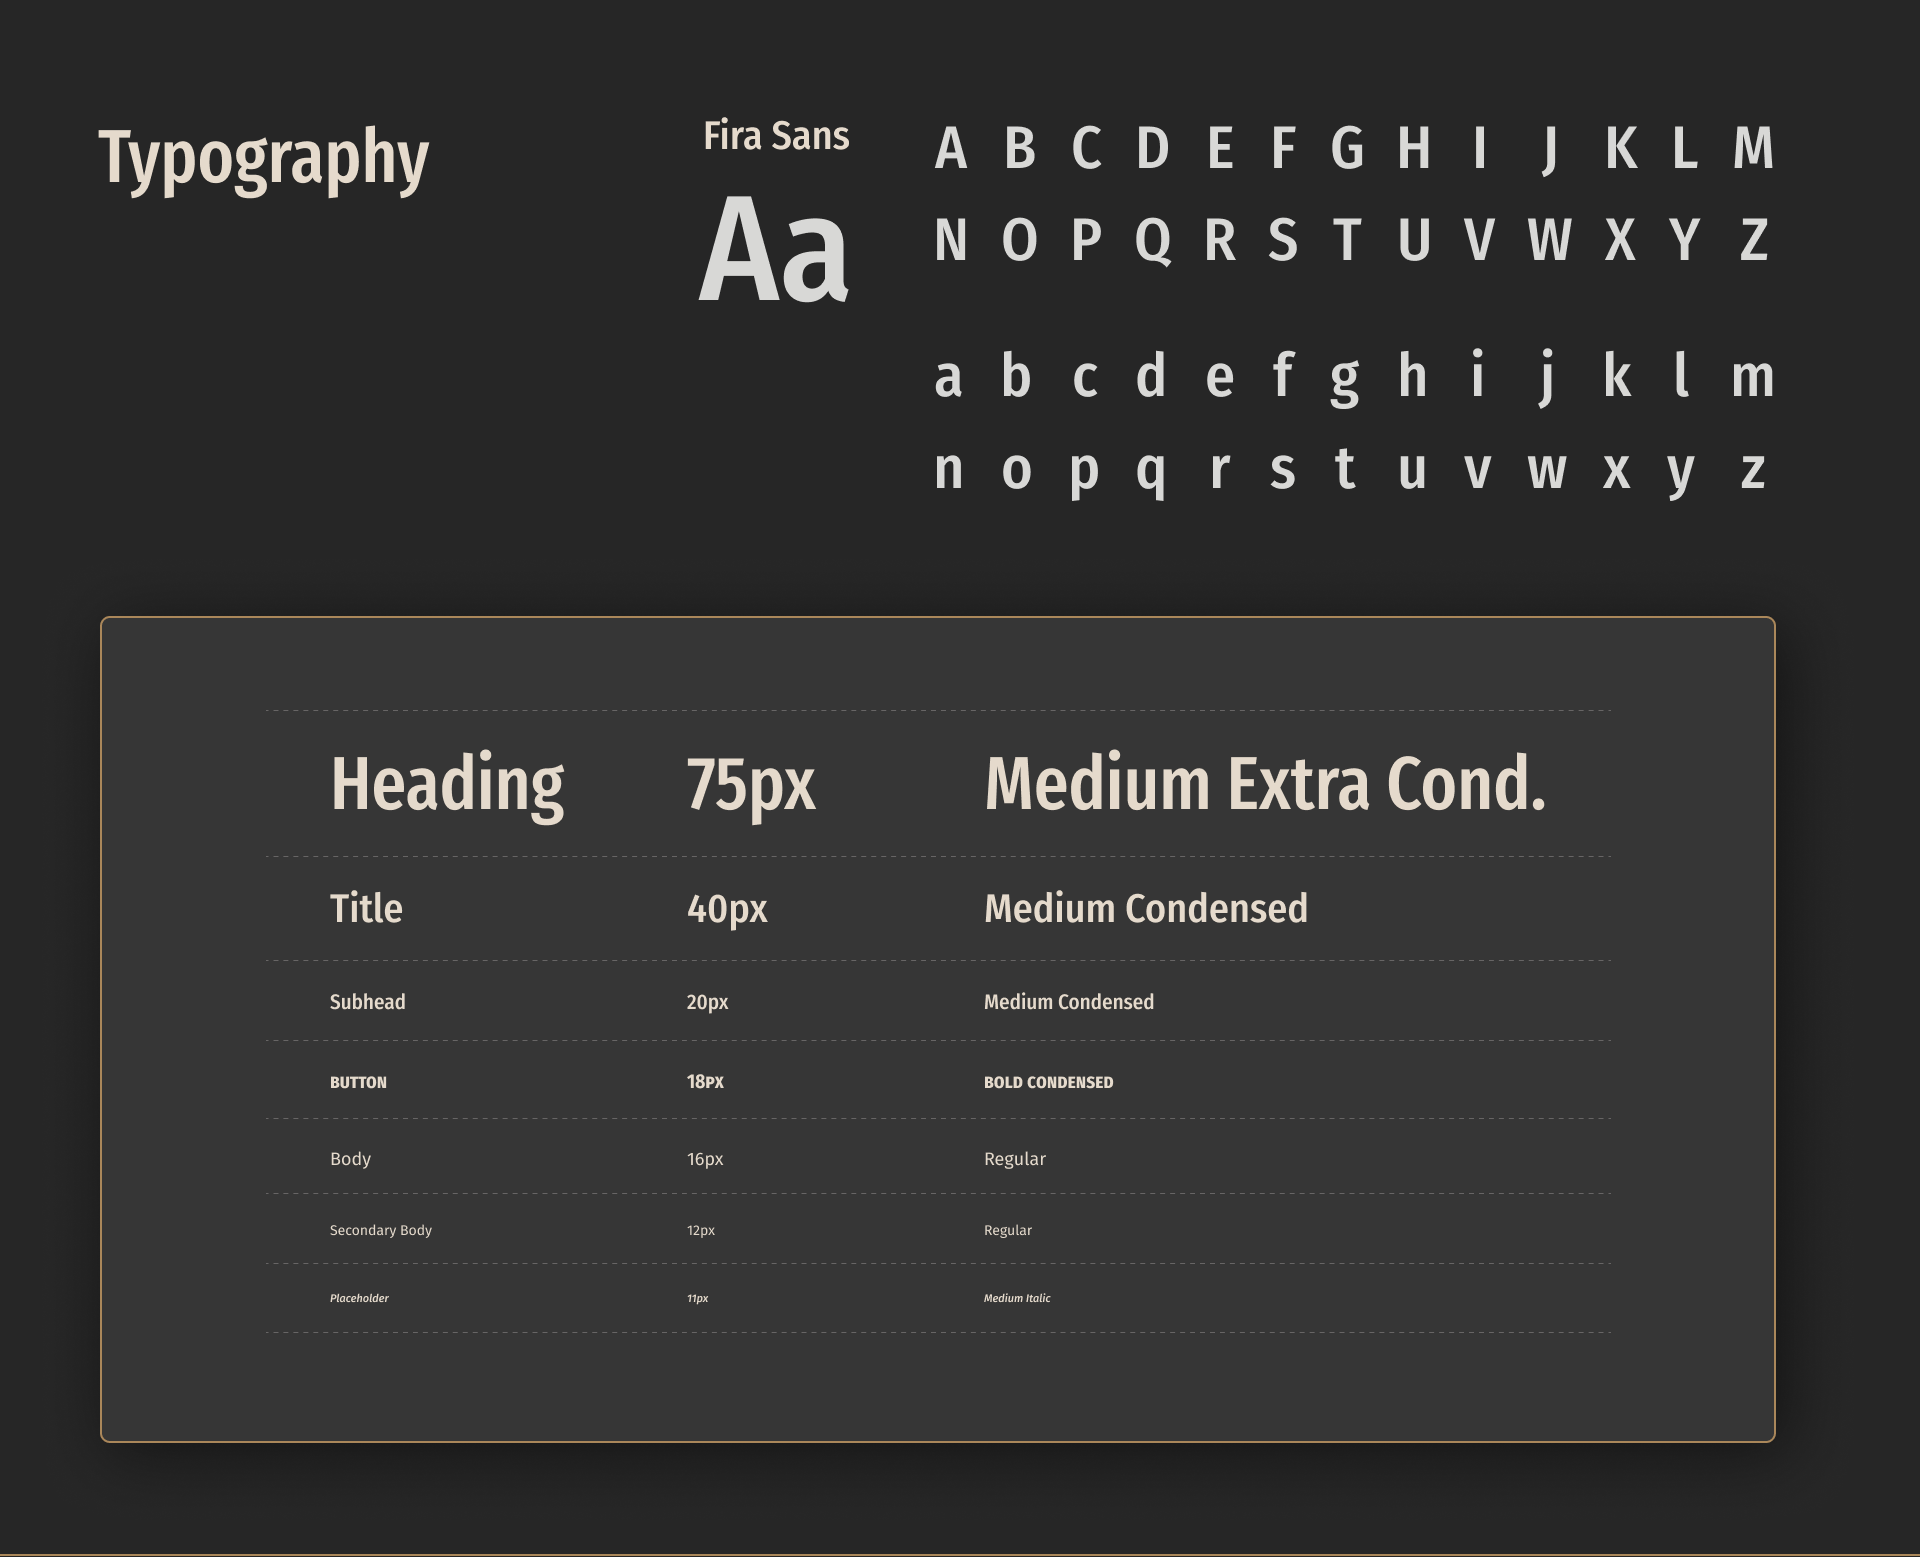 Typography
Fira Sans
Aa
A B C D E F G H I J K L M
N O P Q R S T U V W X Y Z
a b c d e f g h i j k l m
n o p q r s t u v w x y z
Heading 75px Medium Extra Cond.
Title 40px Medium Condensed
Subhead 20px Medium Condensed
BUTTON 18PX BOLD CONDENSED
Body 16px Regular
Secondary Body 12px Regular
Placeholder 11px Medium Italic